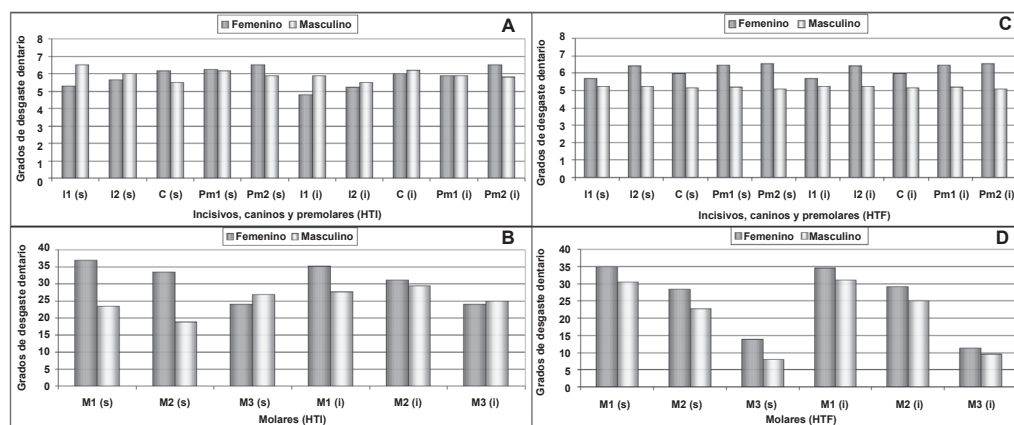 Femenino Masculino
A
Grados de desgaste dentario
8
7
6
5
4
3
2
1
0
I1 (s) I2 (s) C (s) Pm1 (s) Pm2 (s) I1 (i) I2 (i) C (i) Pm1 (i) Pm2 (i)
Incisivos, caninos y premolares (HTI)
Femenino Masculino
C
Grados de desgaste dentario
8
7
6
5
4
3
2
1
0
I1 (s) I2 (s) C (s) Pm1 (s) Pm2 (s) I1 (i) I2 (i) C (i) Pm1 (i) Pm2 (i)
Incisivos, caninos y premolares (HTF)
Femenino Masculino
B
Grados de desgaste dentario
40
35
30
25
20
15
10
5
0
M1 (s) M2 (s) M3 (s) M1 (i) M2 (i) M3 (i)
Molares (HTI)
Femenino Masculino
D
Grados de desgaste dentario
40
35
30
25
20
15
10
5
0
M1 (s) M2 (s) M3 (s) M1 (i) M2 (i) M3 (i)
Molares (HTF)